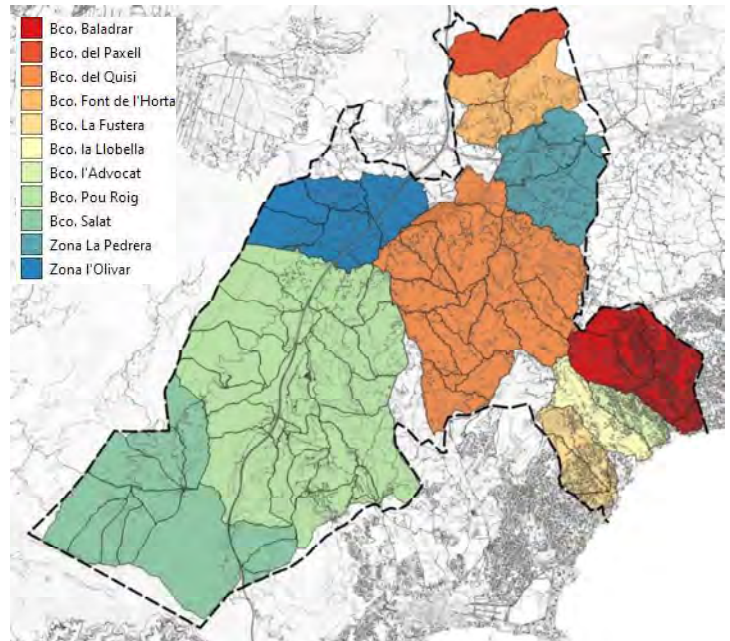 Bco. Baladrar
Bco. del Paxell
Bco. del Quisi
Bco. Font de l'Horta
Bco. La Fustera
Bco. la Llobella
Bco. l'Advocat
Bco. Pou Roig
Bco. Salat
Zona La Pedrera
Zona l'Olivar